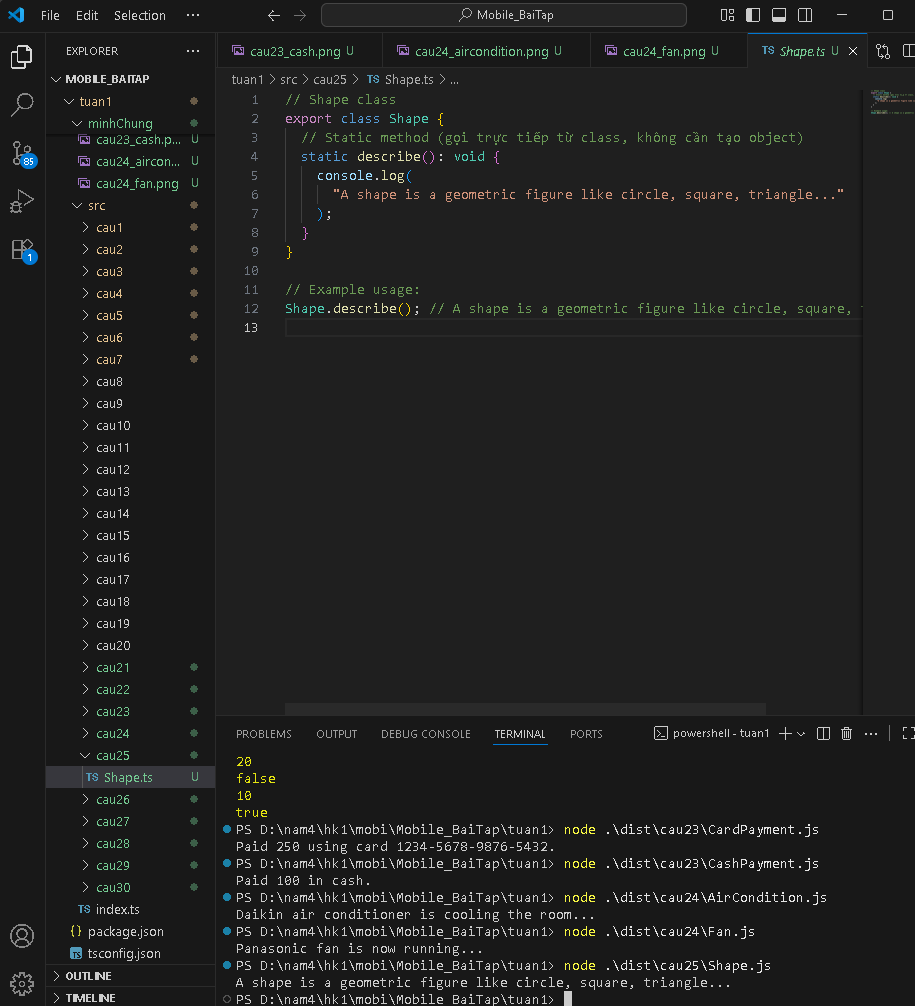 File Edit Selection ··· Mobile_BaiTap
EXPLORER ···
MOBILE_BAITAP
tuan1
minhChung
cau23_cash.p... U
cau24_aircon... U
cau24_fan.png U
src
cau1
cau2
cau3
cau4
cau5
cau6
cau7
cau8
cau9
cau10
cau11
cau12
cau13
cau14
cau15
cau16
cau17
cau18
cau19
cau20
cau21
cau22
cau23
cau24
cau25
TS Shape.ts U
cau26
cau27
cau28
cau29
cau30
TS index.ts
{} package.json
TS tsconfig.json
OUTLINE
TIMELINE
85
1
cau23_cash.png U cau24_aircondition.png U cau24_fan.png U TS Shape.ts U
tuan1 > src > cau25 > TS Shape.ts > ...
1 // Shape class
2 export class Shape {
3 // Static method (gọi trực tiếp từ class, không cần tạo object)
4 static describe(): void {
5 console.log(
6 "A shape is a geometric figure like circle, square, triangle..."
7 );
8 }
9 }
10
11 // Example usage:
12 Shape.describe(); // A shape is a geometric figure like circle, square,
13
PROBLEMS OUTPUT DEBUG CONSOLE TERMINAL PORTS powershell - tuan1
20
false
10
true
PS D:\nam4\hk1\mobi\Mobile_BaiTap\tuan1> node .\dist\cau23\CardPayment.js
Paid 250 using card 1234-5678-9876-5432.
PS D:\nam4\hk1\mobi\Mobile_BaiTap\tuan1> node .\dist\cau23\CashPayment.js
Paid 100 in cash.
PS D:\nam4\hk1\mobi\Mobile_BaiTap\tuan1> node .\dist\cau24\AirCondition.js
Daikin air conditioner is cooling the room...
PS D:\nam4\hk1\mobi\Mobile_BaiTap\tuan1> node .\dist\cau24\Fan.js
Panasonic fan is now running...
PS D:\nam4\hk1\mobi\Mobile_BaiTap\tuan1> node .\dist\cau25\Shape.js
A shape is a geometric figure like circle, square, triangle...
PS D:\nam4\hk1\mobi\Mobile_BaiTap\tuan1>